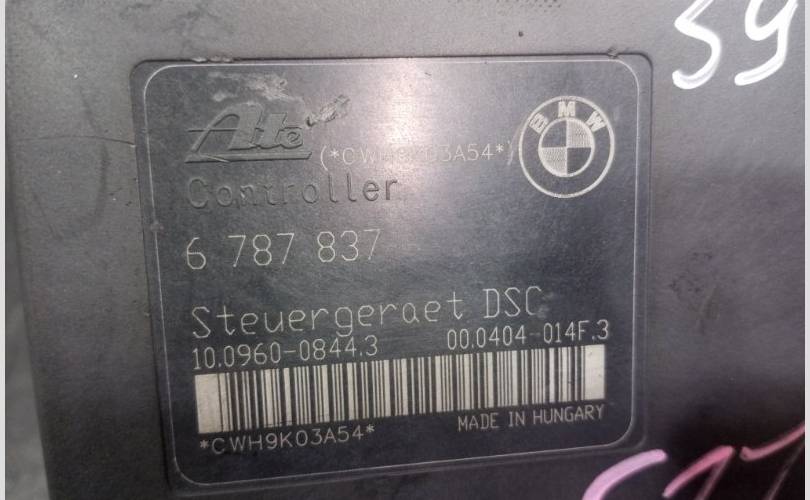 59
Ate
(*CWH9K03A54*)
BMW
Controller
6 787 837
Steuergeraet DSC
10.0960-0844.3 00.0404-014F.3
MADE IN HUNGARY
*CWH9K03A54*